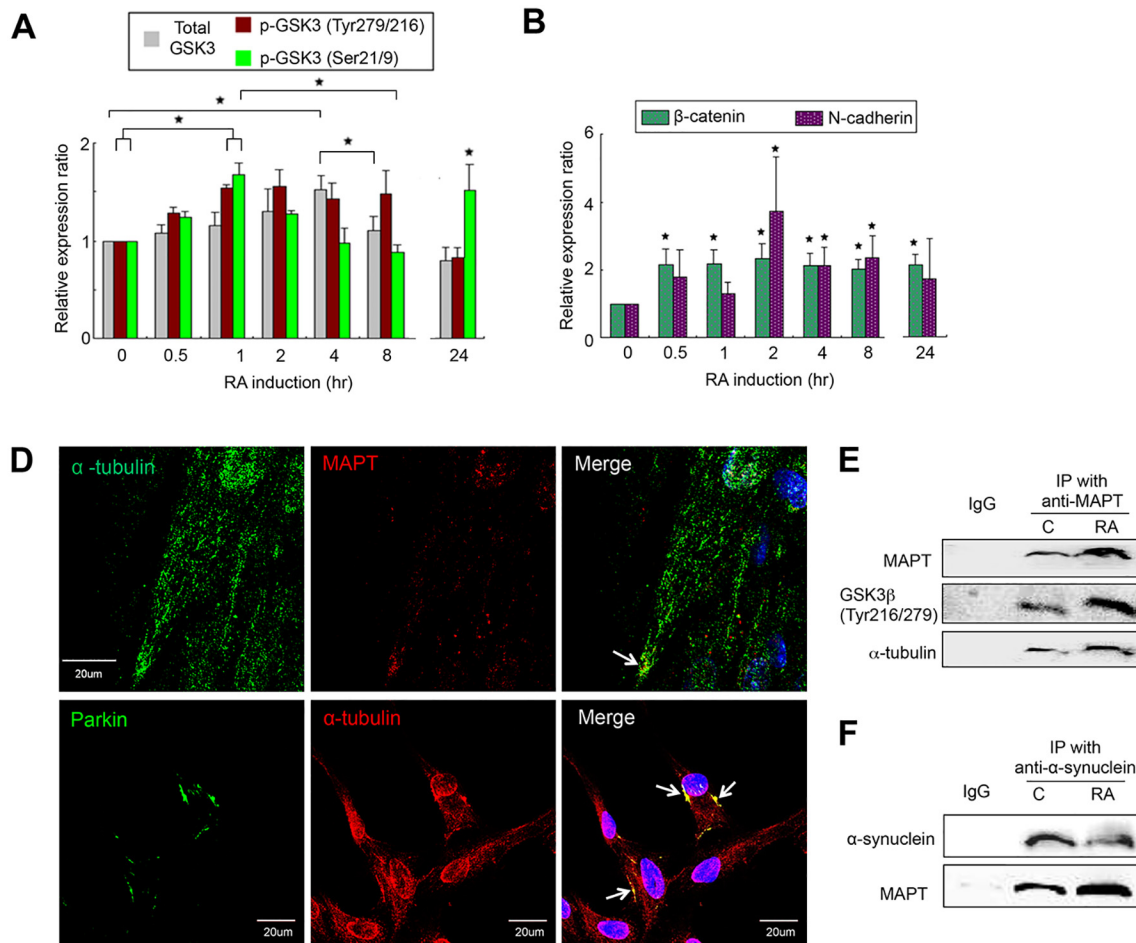 A
Total
GSK3
p-GSK3 (Tyr279/216)
p-GSK3 (Ser21/9)
Relative expression ratio
2
1
0
0 0.5 1 2 4 8 24
RA induction (hr)
B
β-catenin
N-cadherin
Relative expression ratio
6
4
2
0
0 0.5 1 2 4 8 24
RA induction (hr)
D
α -tubulin
MAPT
Merge
20um
Parkin
α-tubulin
Merge
20um
20um
20um
E
IP with
anti-MAPT
IgG
C RA
MAPT
GSK3β
(Tyr216/279)
α-tubulin
F
IP with
anti-α-synuclein
IgG
C RA
α-synuclein
MAPT